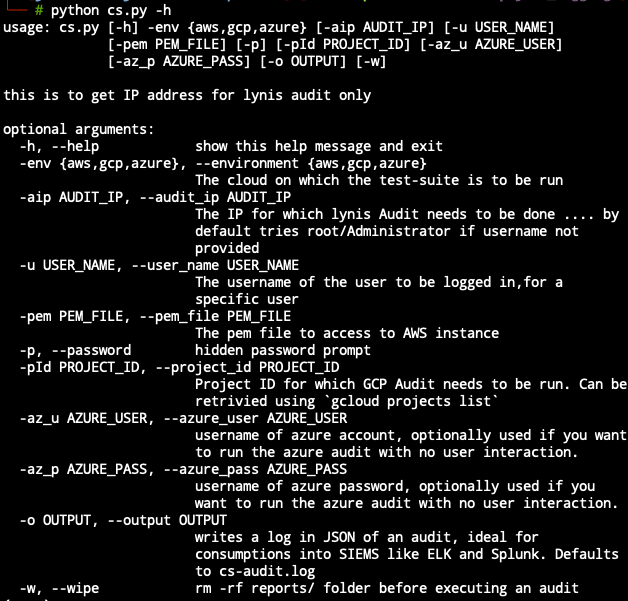 # python cs.py -h
usage: cs.py [-h] -env {aws,gcp,azure} [-aip AUDIT_IP] [-u USER_NAME]
[-pem PEM_FILE] [-p] [-pId PROJECT_ID] [-az_u AZURE_USER]
[-az_p AZURE_PASS] [-o OUTPUT] [-w]
this is to get IP address for lynis audit only
optional arguments:
-h, --help show this help message and exit
-env {aws,gcp,azure}, --environment {aws,gcp,azure}
The cloud on which the test-suite is to be run
-aip AUDIT_IP, --audit_ip AUDIT_IP
The IP for which lynis Audit needs to be done .... by
default tries root/Administrator if username not
provided
-u USER_NAME, --user_name USER_NAME
The username of the user to be logged in,for a
specific user
-pem PEM_FILE, --pem_file PEM_FILE
The pem file to access to AWS instance
-p, --password hidden password prompt
-pId PROJECT_ID, --project_id PROJECT_ID
Project ID for which GCP Audit needs to be run. Can be
retrivied using `gcloud projects list`
-az_u AZURE_USER, --azure_user AZURE_USER
username of azure account, optionally used if you want
to run the azure audit with no user interaction.
-az_p AZURE_PASS, --azure_pass AZURE_PASS
username of azure password, optionally used if you
want to run the azure audit with no user interaction.
-o OUTPUT, --output OUTPUT
writes a log in JSON of an audit, ideal for
consumptions into SIEMS like ELK and Splunk. Defaults
to cs-audit.log
-w, --wipe rm -rf reports/ folder before executing an audit